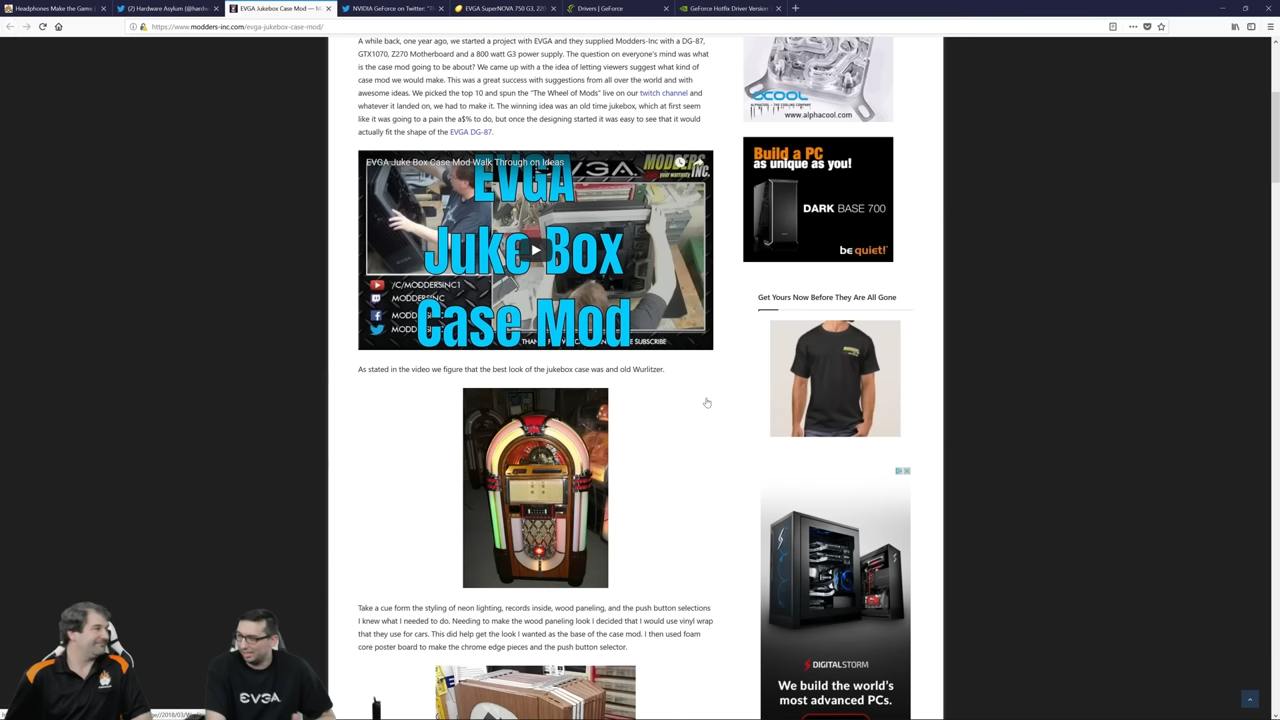 Headphones Make the Game
(2) Hardware Asylum (@hardw
EVGA Jukebox Case Mod — M
NVIDIA GeForce on Twitter: "
EVGA SuperNOVA 750 G3, 220
Drivers | GeForce
GeForce Hotfix Driver Version
https://www.modders-inc.com/evga-jukebox-case-mod/
A while back, one year ago, we started a project with EVGA and they supplied Modders-Inc with a DG-87,
GTX1070, Z270 Motherboard and a 800 watt G3 power supply. The question on everyone's mind was what
is the case mod going to be about? We came up with a idea of letting viewers suggest what kind of
case mod we would make. This was a great success with suggestions from all over the world and with
awesome ideas. We picked the top 10 and spun the "The Wheel of Mods" live on our twitch channel and
whatever it landed on, we had to make it. The winning idea was an old time jukebox, which at first seem
like it was going to a pain the a$% to do, but once the designing started it was easy to see that it would
actually fit the shape of the EVGA DG-87.
EVGA Juke Box Case Mod Walk Through on Ideas
MODDERS
INC.
your warranty
EVGA
Juke Box
Case Mod
/C/MODDERSINC1
MODDERSINC
MODD
MODD
SUBSCRIBE
As stated in the video we figure that the best look of the jukebox case was and old Wurlitzer.
Take a cue form the styling of neon lighting, records inside, wood paneling, and the push button selections
I knew what I needed to do. Needing to make the wood paneling look I decided that I would use vinyl wrap
that they use for cars. This did help get the look I wanted as the base of the case mod. I then used foam
core poster board to make the chrome edge pieces and the push button selector.
ALPHACOOL - THE COOLING COMPANY
www.alphacool.com
Build a PC
as unique as you!
DARK BASE 700
be quiet!
Get Yours Now Before They Are All Gone
DIGITALSTORM
We build the world's
most advanced PCs.
EVGA